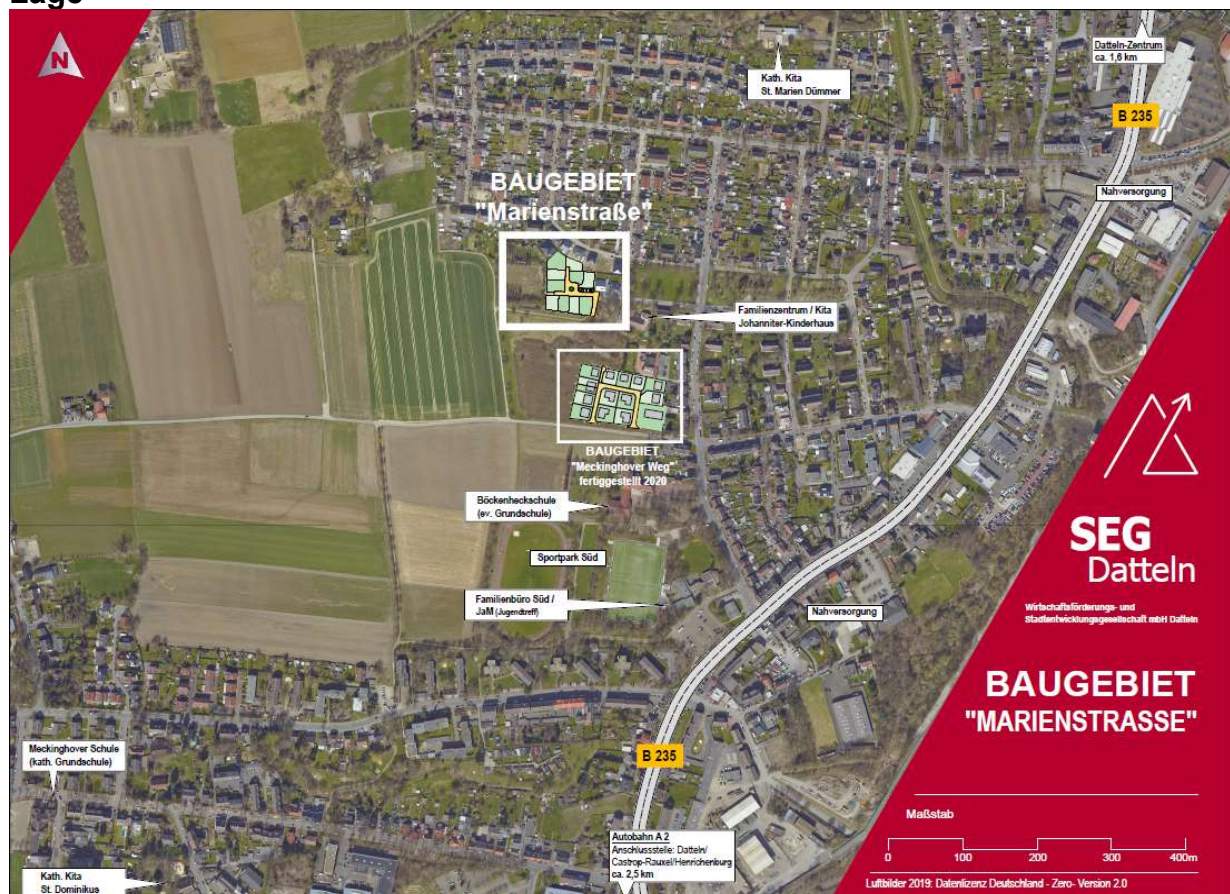 Lage
N
Datteln-Zentrum
ca. 1,6 km
Kath. Kita
St. Marien Dümmer
B 235
BAUGEBIET
"Marienstraße"
Nahversorgung
Familienzentrum / Kita
Johanniter-Kinderhaus
BAUGEBIET
"Meckinghover Weg"
fertiggestellt 2020
Böckenheckschule
(ev. Grundschule)
Sportpark Süd
Familienbüro Süd /
JaM (Jugendtreff)
Nahversorgung
SEG
Datteln
Wirtschaftsförderungs- und
Stadtentwicklungsgesellschaft mbH Datteln
BAUGEBIET
"MARIENSTRASSE"
Meckinghover Schule
(kath. Grundschule)
B 235
Autobahn A 2
Anschlussstelle: Datteln/
Castrop-Rauxel/Henrichenburg
ca. 2,5 km
Kath. Kita
St. Dominikus
Maßstab
0 100 200 300 400m
Luftbilder 2019: Datenlizenz Deutschland - Zero- Version 2.0